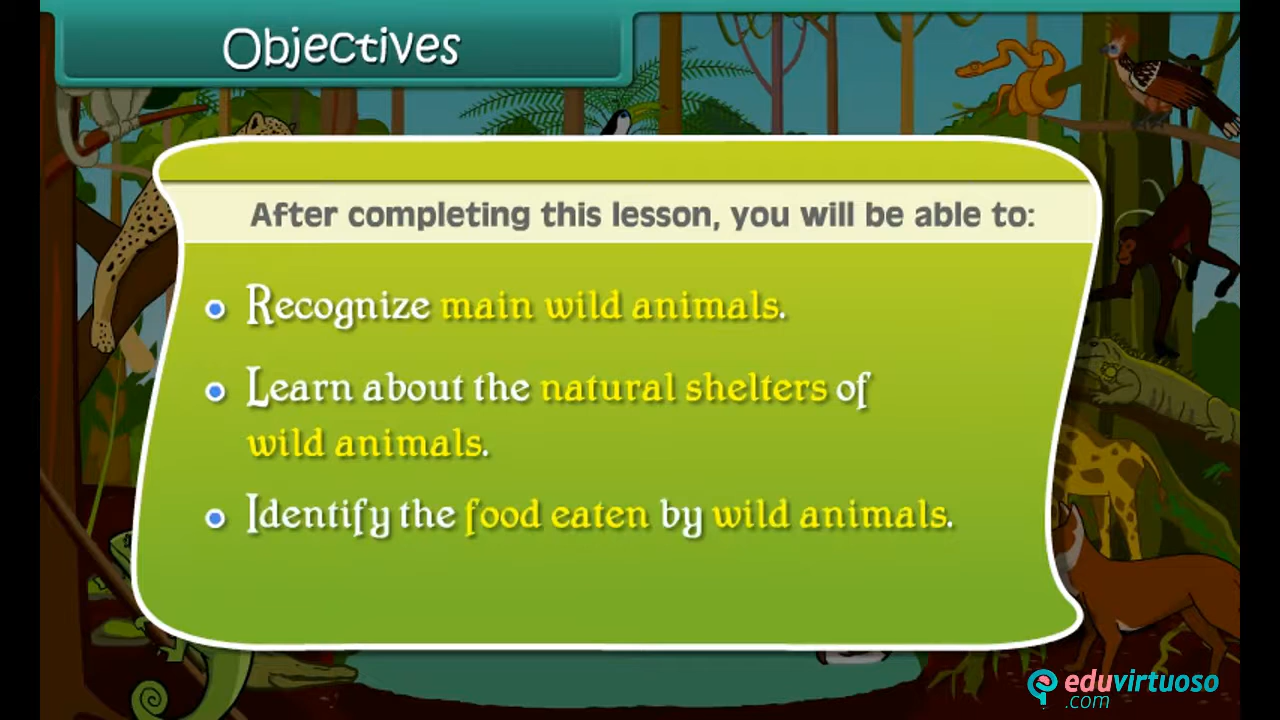 Objectives
After completing this lesson, you will be able to:
Recognize main wild animals.
Learn about the natural shelters of
wild animals.
Identify the food eaten by wild animals.
eduvirtuoso
.com